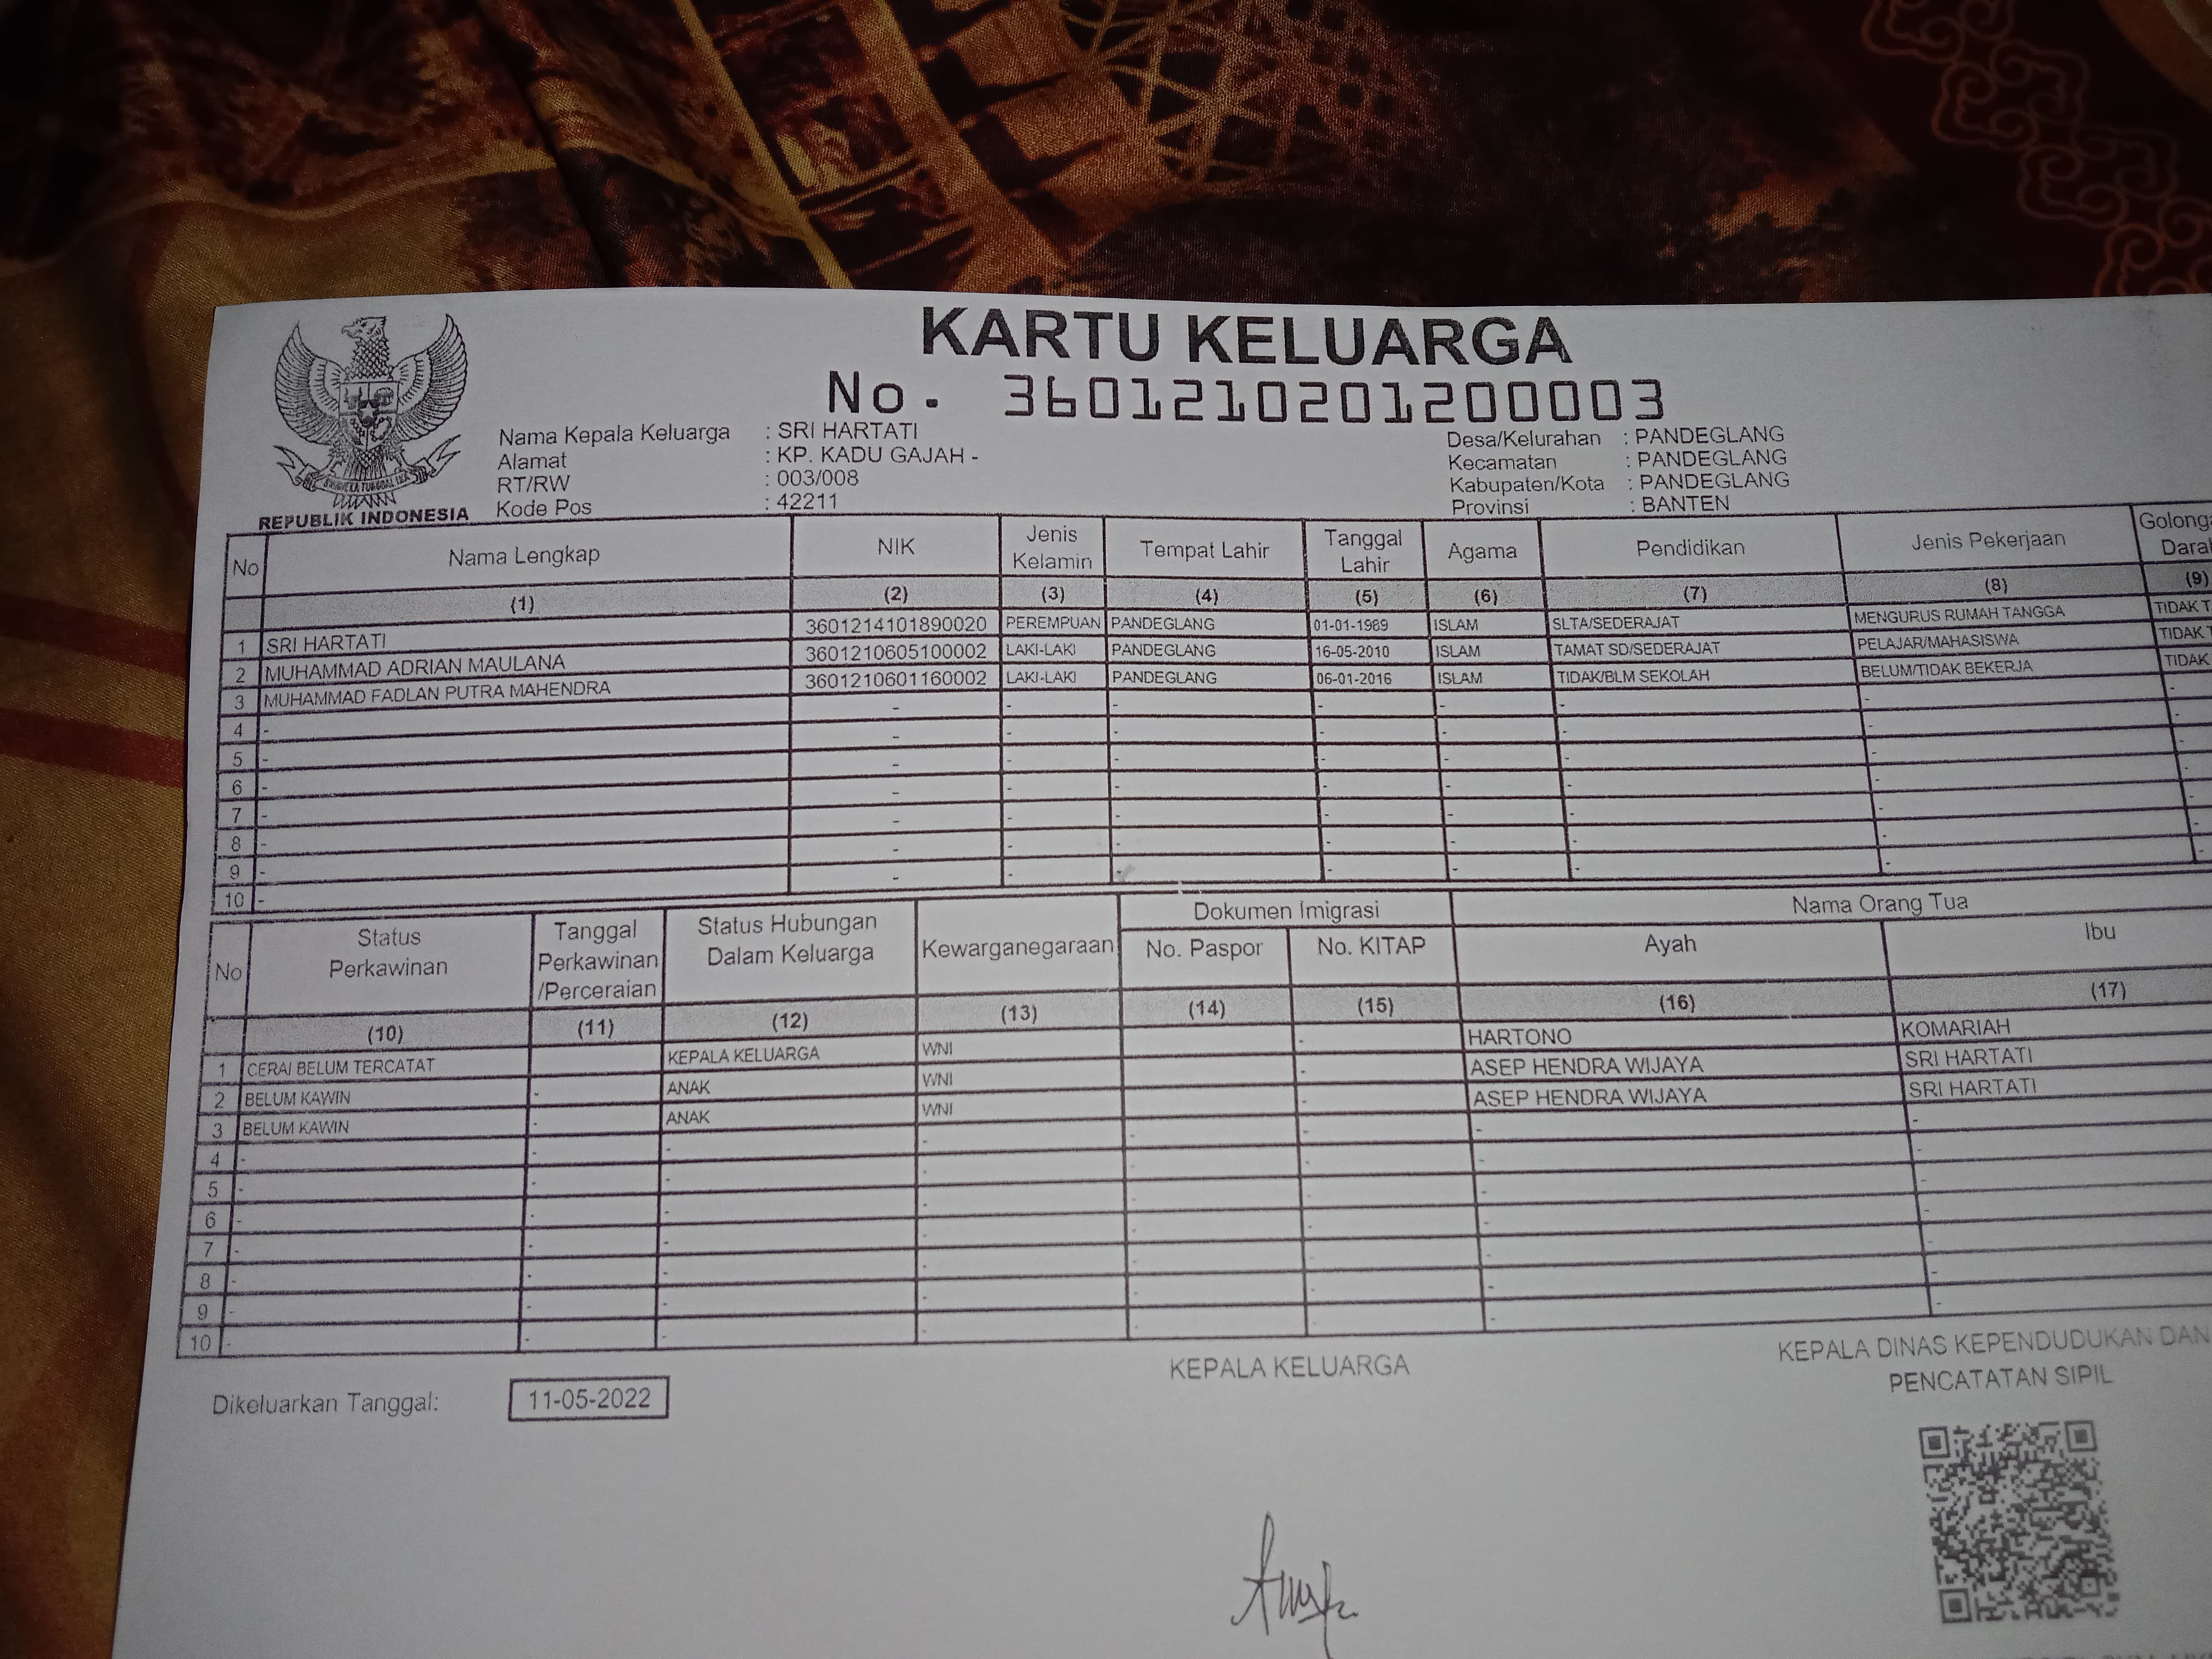 KARTU KELUARGA
No. 3601210201200003
REPUBLIK INDONESIA
Nama Kepala Keluarga : SRI HARTATI
Alamat : KP. KADU GAJAH -
RT/RW : 003/008
Kode Pos : 42211
Desa/Kelurahan : PANDEGLANG
Kecamatan : PANDEGLANG
Kabupaten/Kota : PANDEGLANG
Provinsi : BANTEN
No Nama Lengkap NIK Jenis Kelamin Tempat Lahir Tanggal Lahir Agama Pendidikan Jenis Pekerjaan
(1) (2) (3) (4) (5) (6) (7) (8) (9)
1 SRI HARTATI 3601214101890020 PEREMPUAN PANDEGLANG 01-01-1989 ISLAM SLTA/SEDERAJAT MENGURUS RUMAH TANGGA TIDAK T
2 MUHAMMAD ADRIAN MAULANA 3601210605100002 LAKI-LAKI PANDEGLANG 16-05-2010 ISLAM TAMAT SD/SEDERAJAT PELAJAR/MAHASISWA TIDAK T
3 MUHAMMAD FADLAN PUTRA MAHENDRA 3601210601160002 LAKI-LAKI PANDEGLANG 06-01-2016 ISLAM TIDAK/BLM SEKOLAH BELUM/TIDAK BEKERJA TIDAK
4 - - - - - - - - -
5 - - - - - - - - -
6 - - - - - - - - -
7 - - - - - - - - -
8 - - - - - - - - -
9 - - - - - - - - -
10 - - - - - - - - -
No Status Perkawinan Tanggal Perkawinan /Perceraian Status Hubungan Dalam Keluarga Kewarganegaraan Dokumen Imigrasi Nama Orang Tua
No. Paspor No. KITAP Ayah Ibu
(10) (11) (12) (13) (14) (15) (16) (17)
1 CERAI BELUM TERCATAT KEPALA KELUARGA WNI - HARTONO KOMARIAH
2 BELUM KAWIN - ANAK WNI - ASEP HENDRA WIJAYA SRI HARTATI
3 BELUM KAWIN - ANAK WNI - ASEP HENDRA WIJAYA SRI HARTATI
4 - - - - - - - -
5 - - - - - - - -
6 - - - - - - - -
7 - - - - - - - -
8 - - - - - - - -
9 - - - - - - - -
10 - - - - - - - -
Dikeluarkan Tanggal: 11-05-2022
KEPALA KELUARGA
KEPALA DINAS KEPENDUDUKAN DAN
PENCATATAN SIPIL